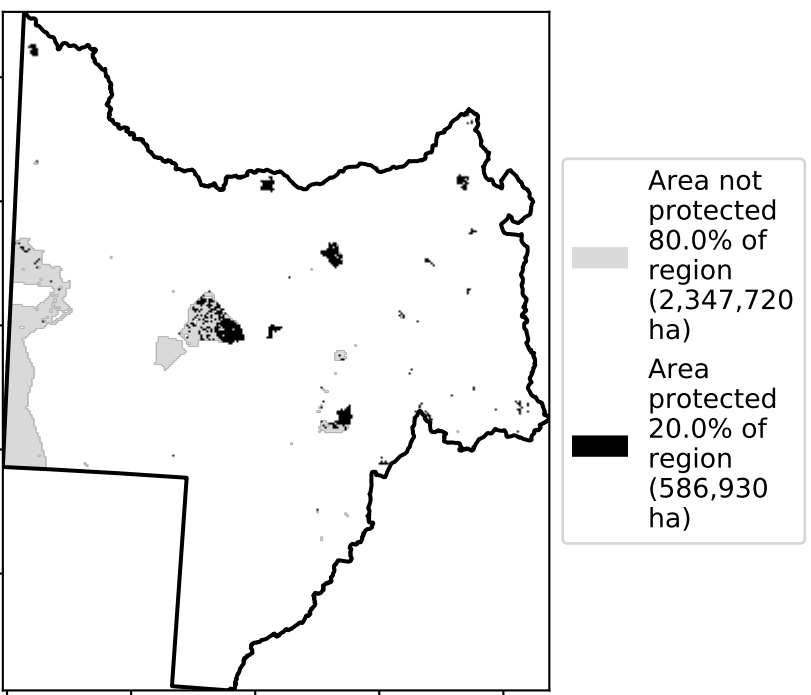 Area not
protected
80.0% of
region
(2,347,720
ha)
Area
protected
20.0% of
region
(586,930
ha)